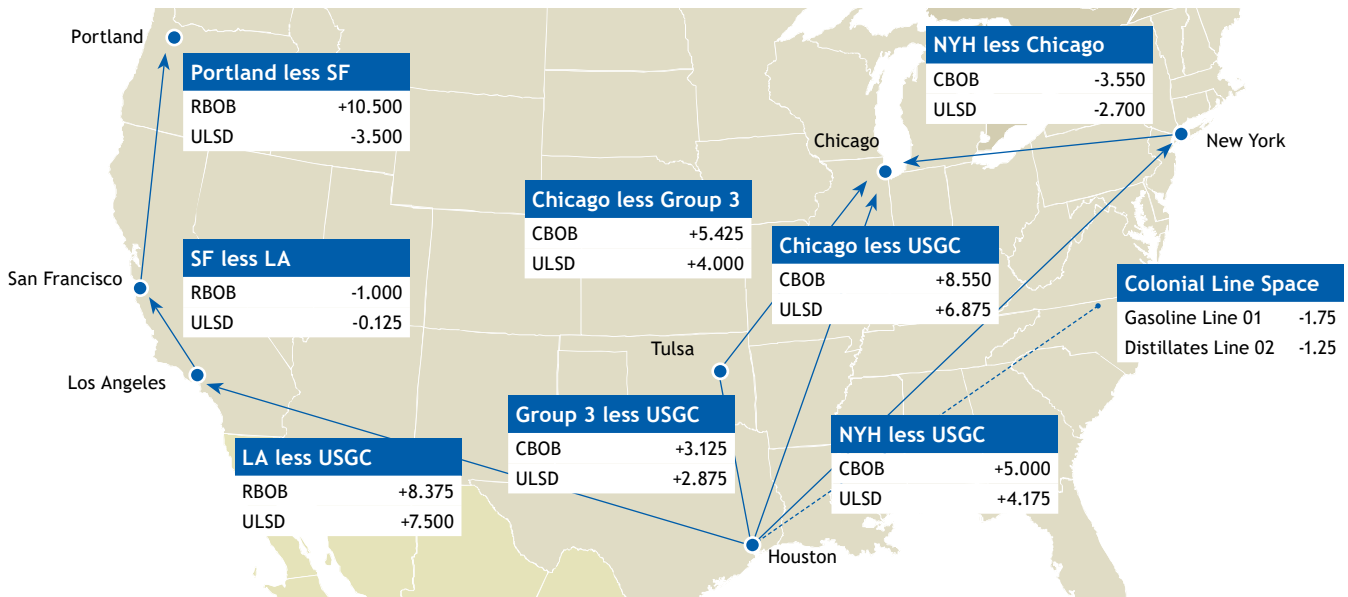 Portland
Portland less SF
RBOB +10.500
ULSD -3.500
NYH less Chicago
CBOB -3.550
ULSD -2.700
Chicago
New York
Chicago less Group 3
CBOB +5.425
ULSD +4.000
Chicago less USGC
CBOB +8.550
ULSD +6.875
San Francisco
SF less LA
RBOB -1.000
ULSD -0.125
Colonial Line Space
Gasoline Line 01 -1.75
Distillates Line 02 -1.25
Tulsa
Los Angeles
Group 3 less USGC
CBOB +3.125
ULSD +2.875
NYH less USGC
CBOB +5.000
ULSD +4.175
LA less USGC
RBOB +8.375
ULSD +7.500
Houston